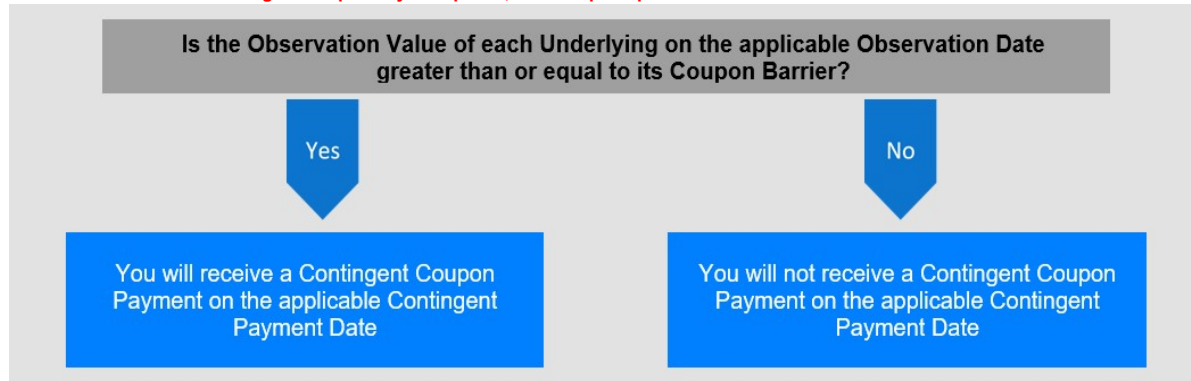 Is the Observation Value of each Underlying on the applicable Observation Date
greater than or equal to its Coupon Barrier?
Yes
No
You will receive a Contingent Coupon
Payment on the applicable Contingent
Payment Date
You will not receive a Contingent Coupon
Payment on the applicable Contingent
Payment Date